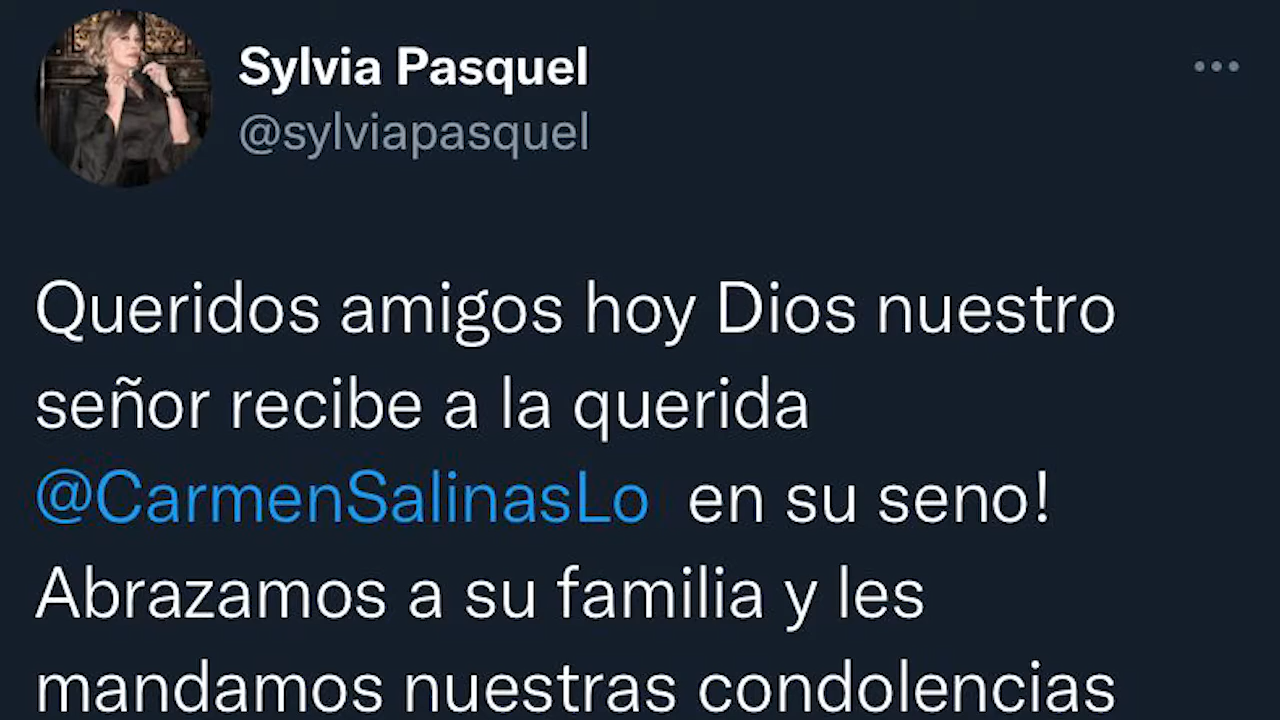 Sylvia Pasquel
@sylviapasquel
Queridos amigos hoy Dios nuestro
señor recibe a la querida
@CarmenSalinasLo en su seno!
Abrazamos a su familia y les
mandamos nuestras condolencias